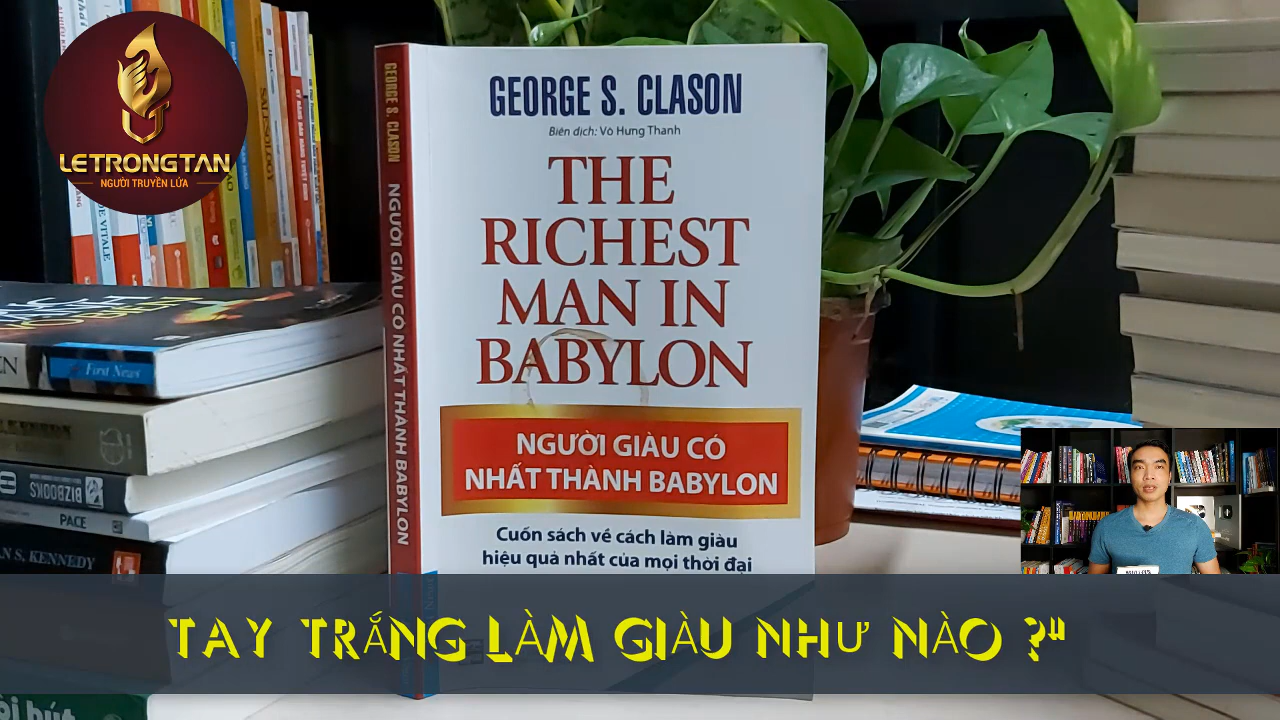 LETRONGTAN
NGƯỜI TRUYỀN LỬA
GEORGE S. CLASON
NGƯỜI GIÀU CÓ NHẤT THÀNH BABYLON
GEORGE S. CLASON
Biên dịch: Võ Hưng Thanh
THE
RICHEST
MAN IN
BABYLON
NGƯỜI GIÀU CÓ
NHẤT THÀNH BABYLON
Cuốn sách về cách làm giàu
hiệu quả nhất của mọi thời đại
First News
BIZBOOKS
PACE
S. KENNEDY
TAY TRẮNG LÀM GIÀU NHƯ NÀO ?"